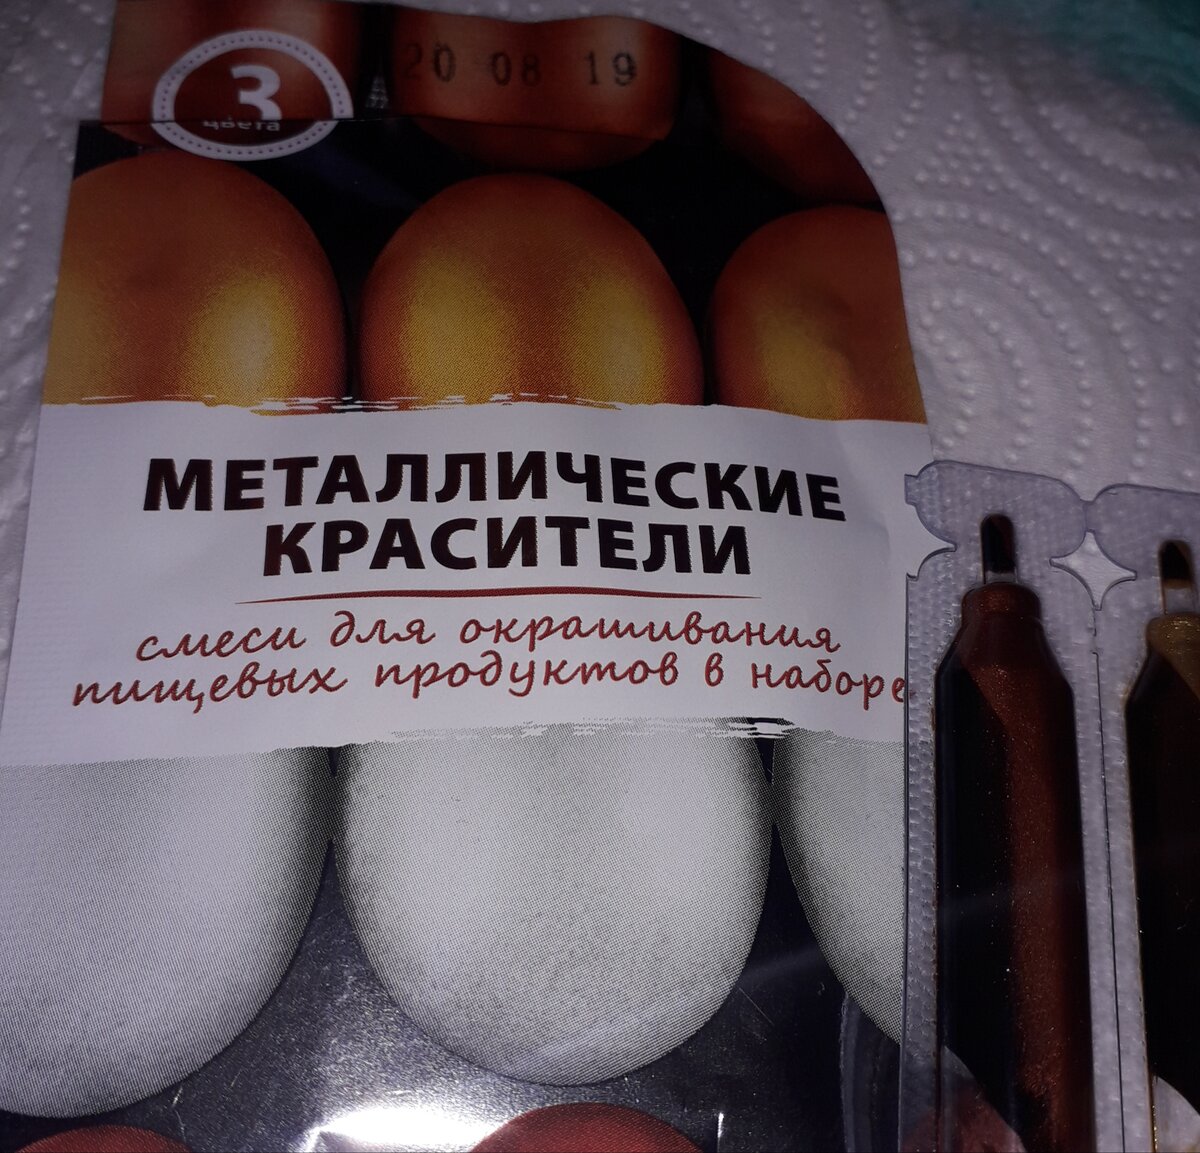 20 08 19
3
цвета
МЕТАЛЛИЧЕСКИЕ
КРАСИТЕЛИ
смеси для окрашивания
пищевых продуктов в наборе